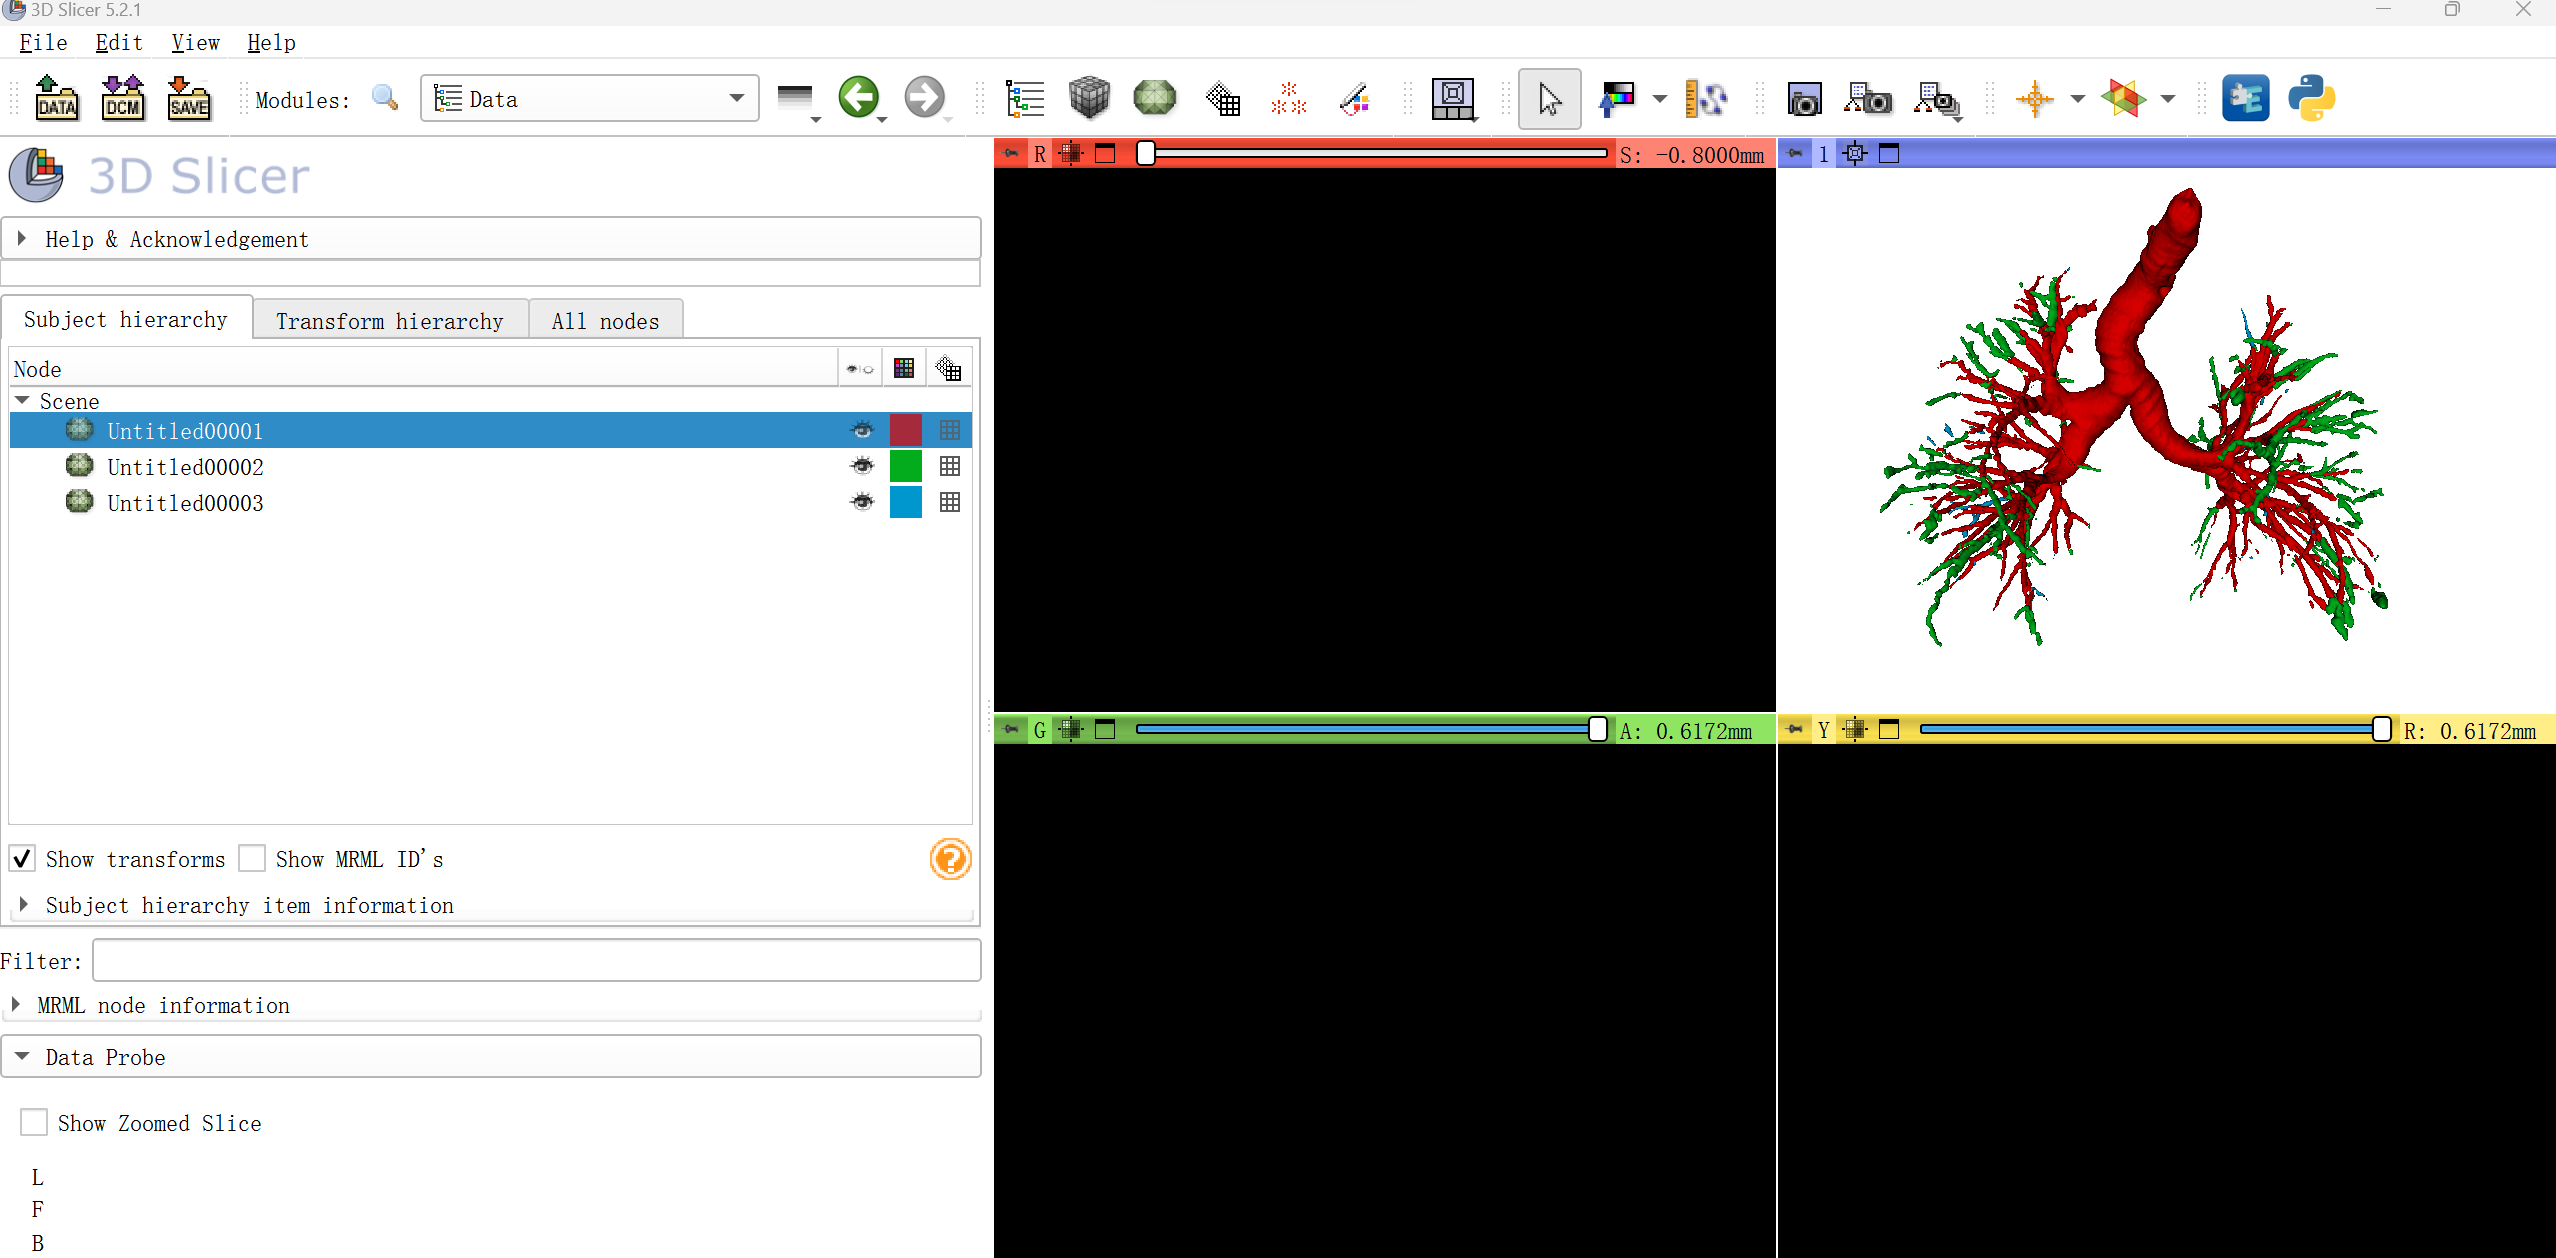 3D Slicer 5.2.1
File Edit View Help
DATA DCM SAVE Modules: Data
R S: -0.8000mm 1
3D Slicer
Help & Acknowledgement
Subject hierarchy Transform hierarchy All nodes
Node
Scene
Untitled00001
Untitled00002
Untitled00003
G A: 0.6172mm Y R: 0.6172mm
Show transforms Show MRML ID's
Subject hierarchy item information
Filter:
MRML node information
Data Probe
Show Zoomed Slice
L
F
B